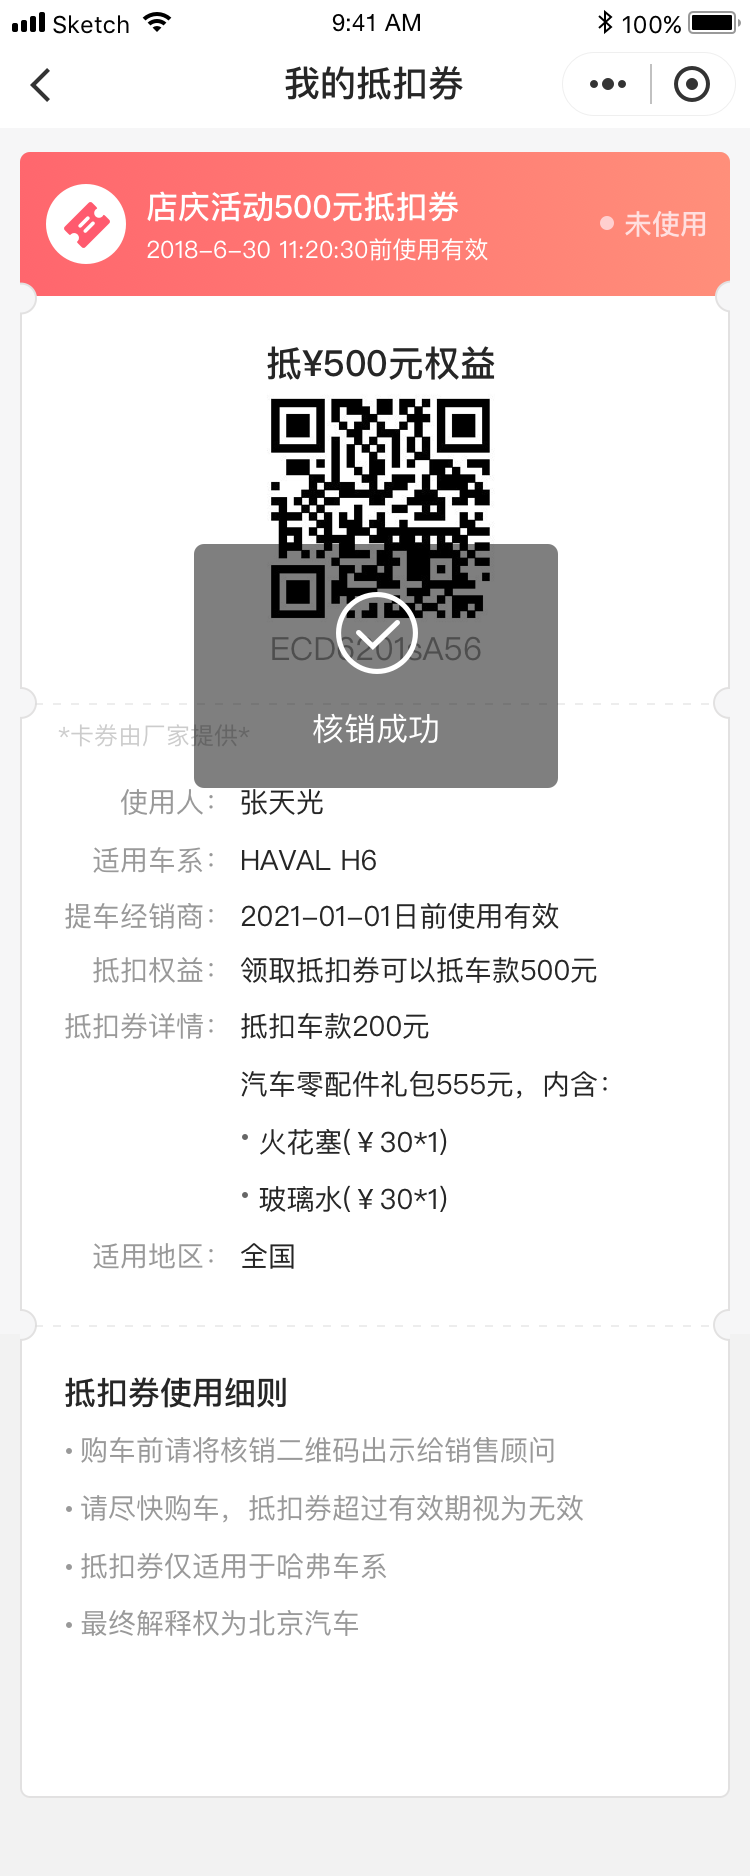 Sketch 9:41 AM 100%
我的抵扣券
店庆活动500元抵扣券
2018-6-30 11:20:30前使用有效
未使用
抵¥500元权益
ECD6201sA56
核销成功
*卡券由厂家提供*
使用人： 张天光
适用车系： HAVAL H6
提车经销商： 2021-01-01日前使用有效
抵扣权益： 领取抵扣券可以抵车款500元
抵扣券详情： 抵扣车款200元
汽车零配件礼包555元，内含：
• 火花塞(￥30*1)
• 玻璃水(￥30*1)
适用地区： 全国
抵扣券使用细则
• 购车前请将核销二维码出示给销售顾问
• 请尽快购车，抵扣券超过有效期视为无效
• 抵扣券仅适用于哈弗车系
• 最终解释权为北京汽车